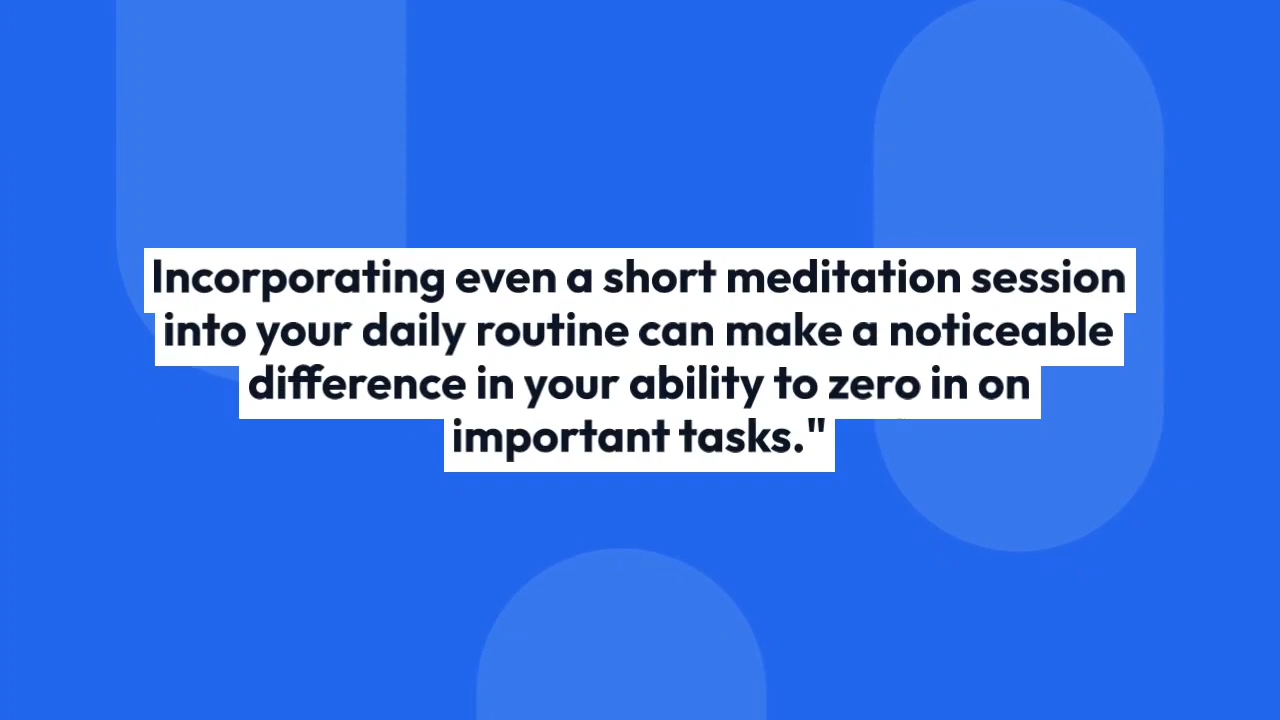 Incorporating even a short meditation session
into your daily routine can make a noticeable
difference in your ability to zero in on
important tasks."